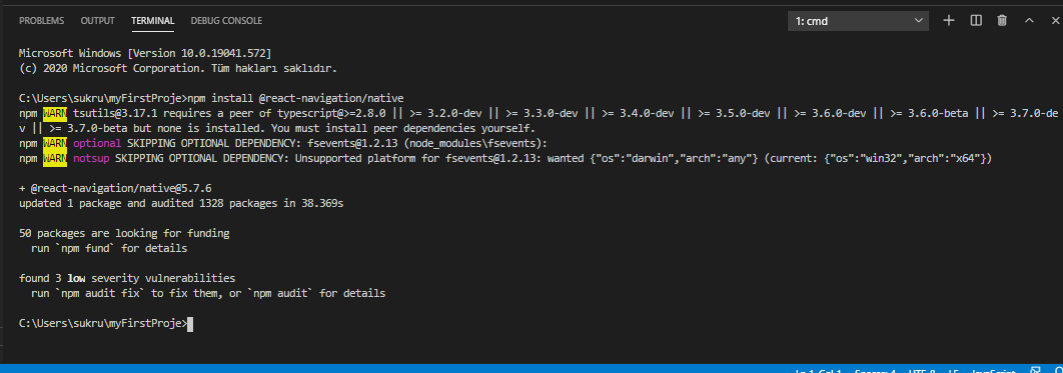 PROBLEMS OUTPUT TERMINAL DEBUG CONSOLE 1: cmd
Microsoft Windows [Version 10.0.19041.572]
(c) 2020 Microsoft Corporation. Tüm hakları saklıdır.
C:\Users\sukru\myFirstProje>npm install @react-navigation/native
npm WARN tsutils@3.17.1 requires a peer of typescript@>=2.8.0 || >= 3.2.0-dev || >= 3.3.0-dev || >= 3.4.0-dev || >= 3.5.0-dev || >= 3.6.0-dev || >= 3.6.0-beta || >= 3.7.0-de
v || >= 3.7.0-beta but none is installed. You must install peer dependencies yourself.
npm WARN optional SKIPPING OPTIONAL DEPENDENCY: fsevents@1.2.13 (node_modules\fsevents):
npm WARN notsup SKIPPING OPTIONAL DEPENDENCY: Unsupported platform for fsevents@1.2.13: wanted {"os":"darwin","arch":"any"} (current: {"os":"win32","arch":"x64"})
+ @react-navigation/native@5.7.6
updated 1 package and audited 1328 packages in 38.369s
50 packages are looking for funding
run `npm fund` for details
found 3 low severity vulnerabilities
run `npm audit fix` to fix them, or `npm audit` for details
C:\Users\sukru\myFirstProje>